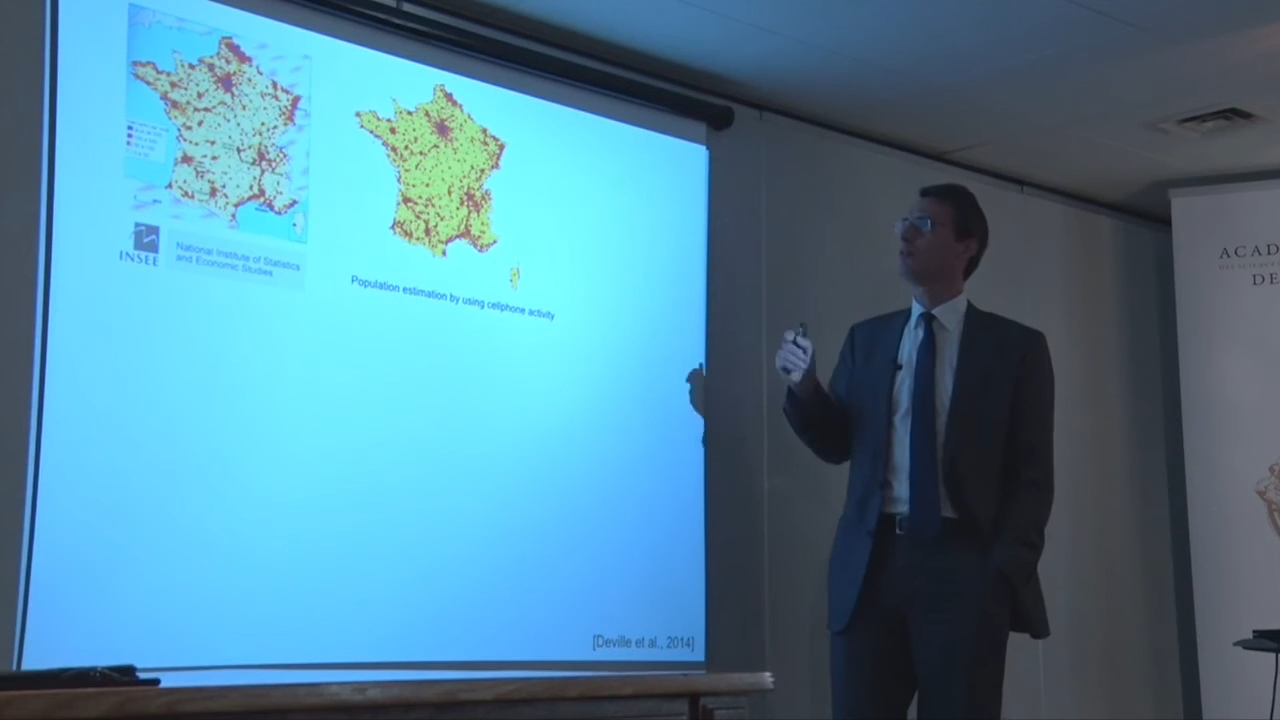 INSEE
National Institute of Statistics
and Economic Studies
Population estimation by using cellphone activity
[Deville et al., 2014]
ACAD
DE